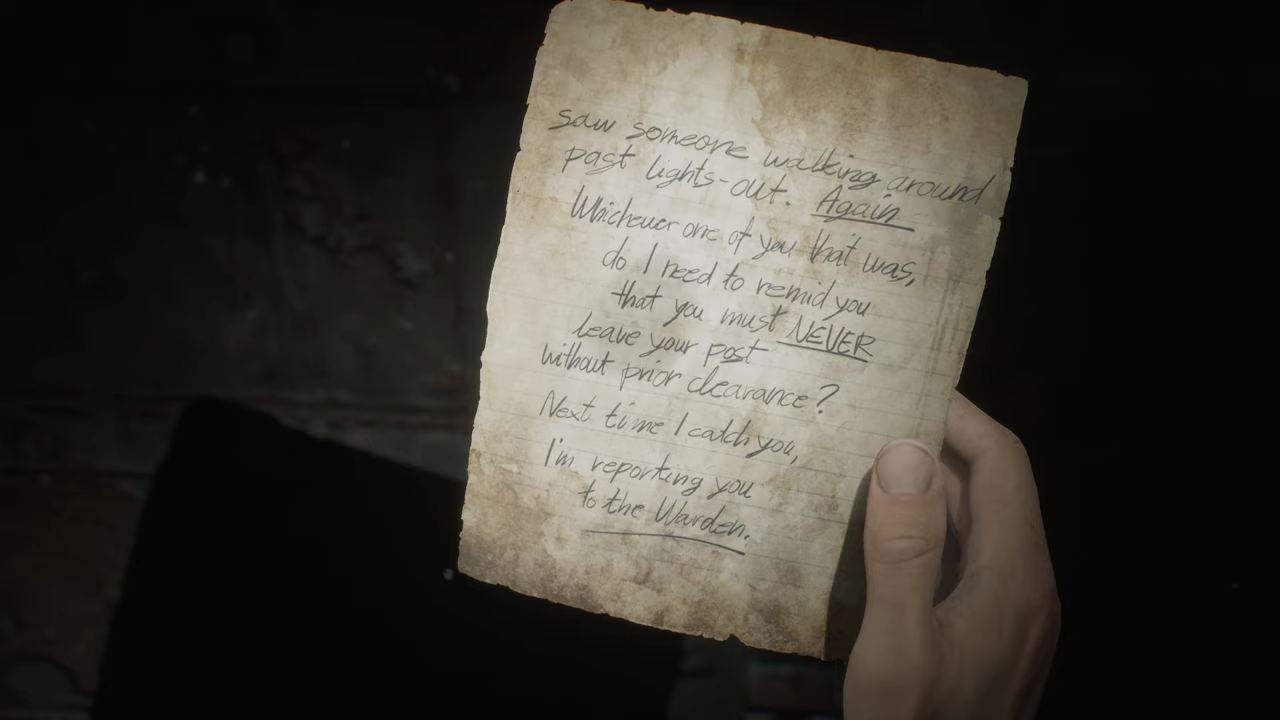 saw someone walking around
past lights-out. Again
Whichever one of you that was,
do I need to remid you
that you must NEVER
leave your post
without prior clearance?
Next time I catch you,
I'm reporting you
to the Warden.